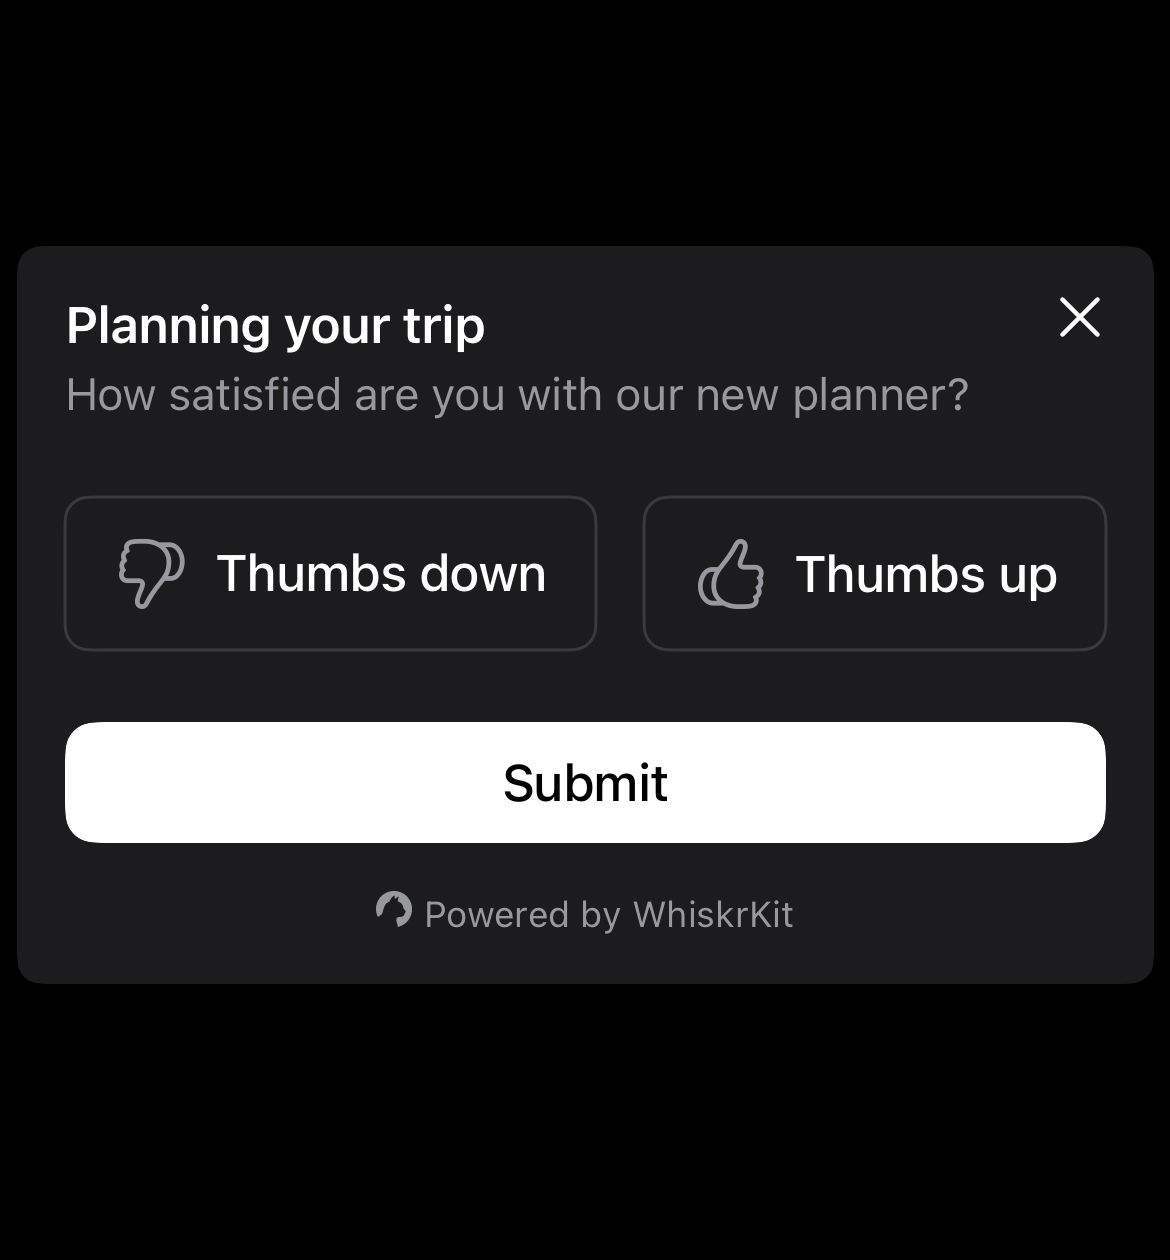 Planning your trip
How satisfied are you with our new planner?
Thumbs down
Thumbs up
Submit
Powered by WhiskrKit